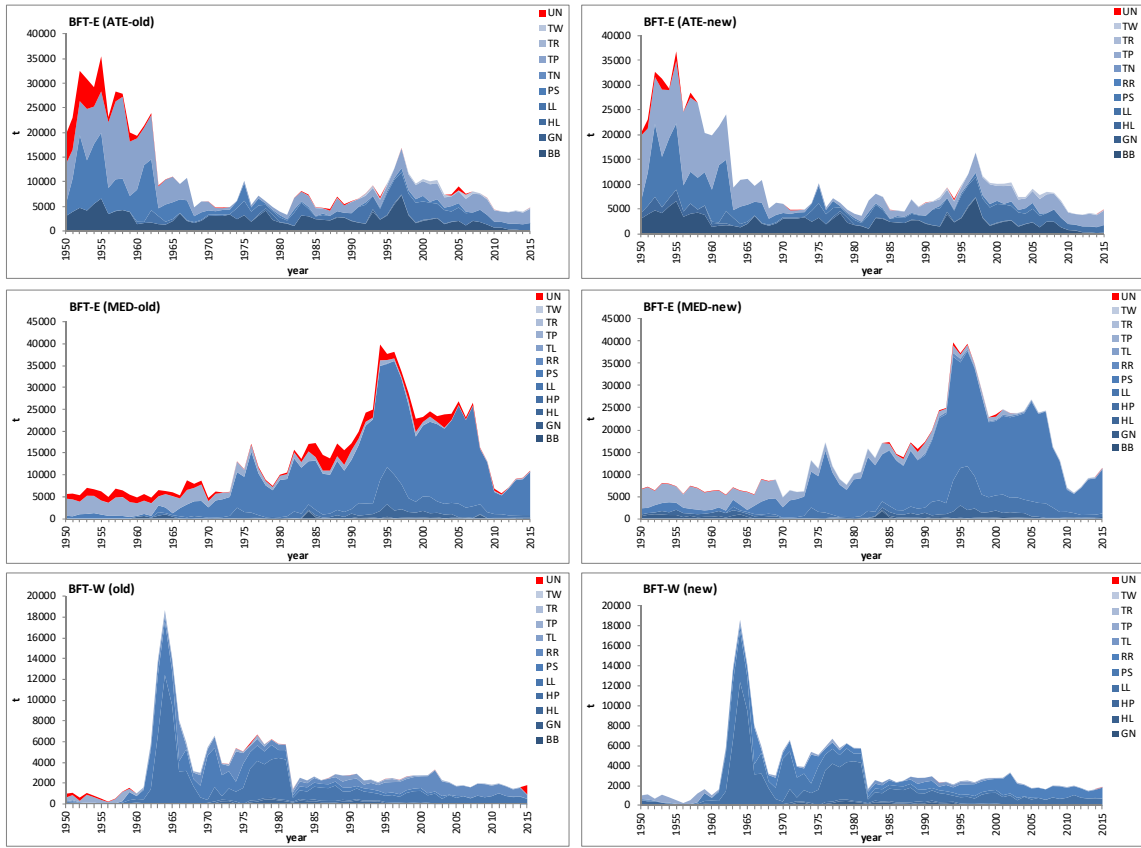 BFT-E (ATE-old)
40000
35000
30000
25000
20000
15000
10000
5000
0
t
1950
1955
1960
1965
1970
1975
1980
1985
1990
1995
2000
2005
2010
2015
year
UN
TW
TR
TP
TN
PS
LL
HL
GN
BB
BFT-E (ATE-new)
40000
35000
30000
25000
20000
15000
10000
5000
0
t
1950
1955
1960
1965
1970
1975
1980
1985
1990
1995
2000
2005
2010
2015
year
UN
TW
TR
TP
TN
RR
PS
LL
HL
GN
BB
BFT-E (MED-old)
45000
40000
35000
30000
25000
20000
15000
10000
5000
0
t
1950
1955
1960
1965
1970
1975
1980
1985
1990
1995
2000
2005
2010
2015
year
UN
TW
TR
TP
TL
RR
PS
LL
HP
HL
GN
BB
BFT-E (MED-new)
45000
40000
35000
30000
25000
20000
15000
10000
5000
0
t
1950
1955
1960
1965
1970
1975
1980
1985
1990
1995
2000
2005
2010
2015
year
UN
TW
TR
TP
TL
RR
PS
LL
HP
HL
GN
BB
BFT-W (old)
20000
18000
16000
14000
12000
10000
8000
6000
4000
2000
0
t
1950
1955
1960
1965
1970
1975
1980
1985
1990
1995
2000
2005
2010
2015
year
UN
TW
TR
TP
TL
RR
PS
LL
HP
HL
GN
BB
BFT-W (new)
20000
18000
16000
14000
12000
10000
8000
6000
4000
2000
0
t
1950
1955
1960
1965
1970
1975
1980
1985
1990
1995
2000
2005
2010
2015
year
UN
TW
TR
TP
TL
RR
PS
LL
HP
HL
GN